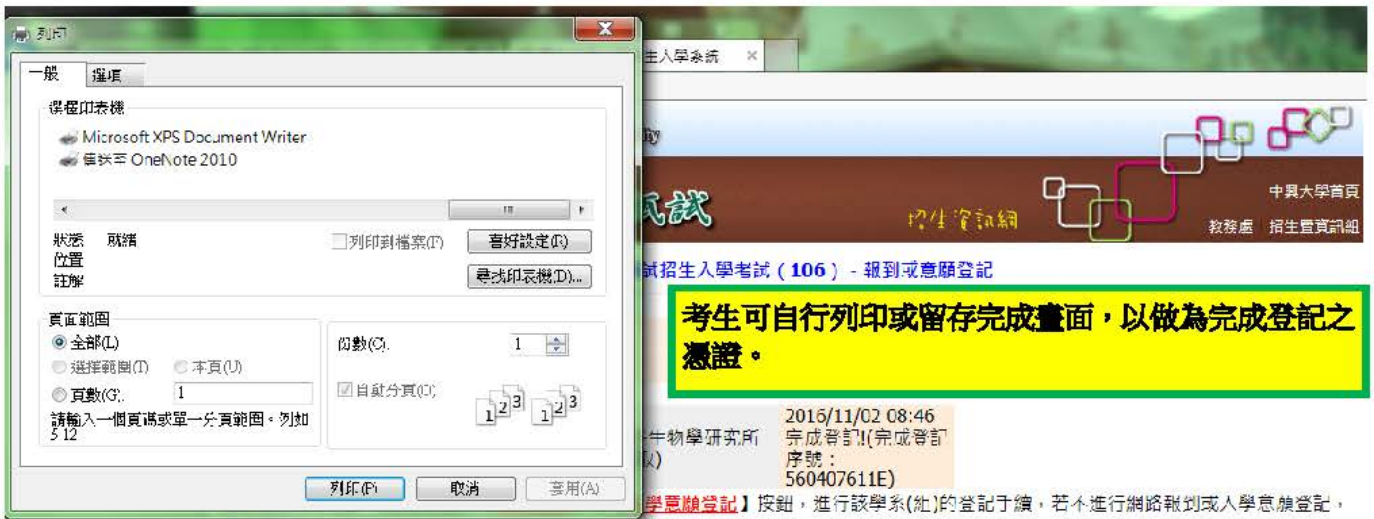 列印
一般
選項
選擇印表機
Microsoft XPS Document Writer
傳送至 OneNote 2010
狀態 就緒
位置
註解
列印到檔案(F)
喜好設定(R)
尋找印表機(D)...
頁面範圍
全部(L)
選擇範圍(T)
本頁(U)
頁數(G):
1
請輸入一個頁碼或單一分頁範圍。例如
5 12
份數(C):
1
自動分頁(O)
1 2 3
1 2 3
列印(P)
取消
套用(A)
生入學系統
試
招生資訊網
中興大學首頁
教務處
招生暨資訊組
試招生入學考試 ( 106 ) - 報到或意願登記
考生可自行列印或留存完成畫面，以做為完成登記之
憑證。
生物學研究所
2016/11/02 08:46
完成登記!(完成登記
序號：
560407611E)
學意願登記】按鈕，進行該學系(組)的登記手續，若不進行網路報到或入學意願登記，